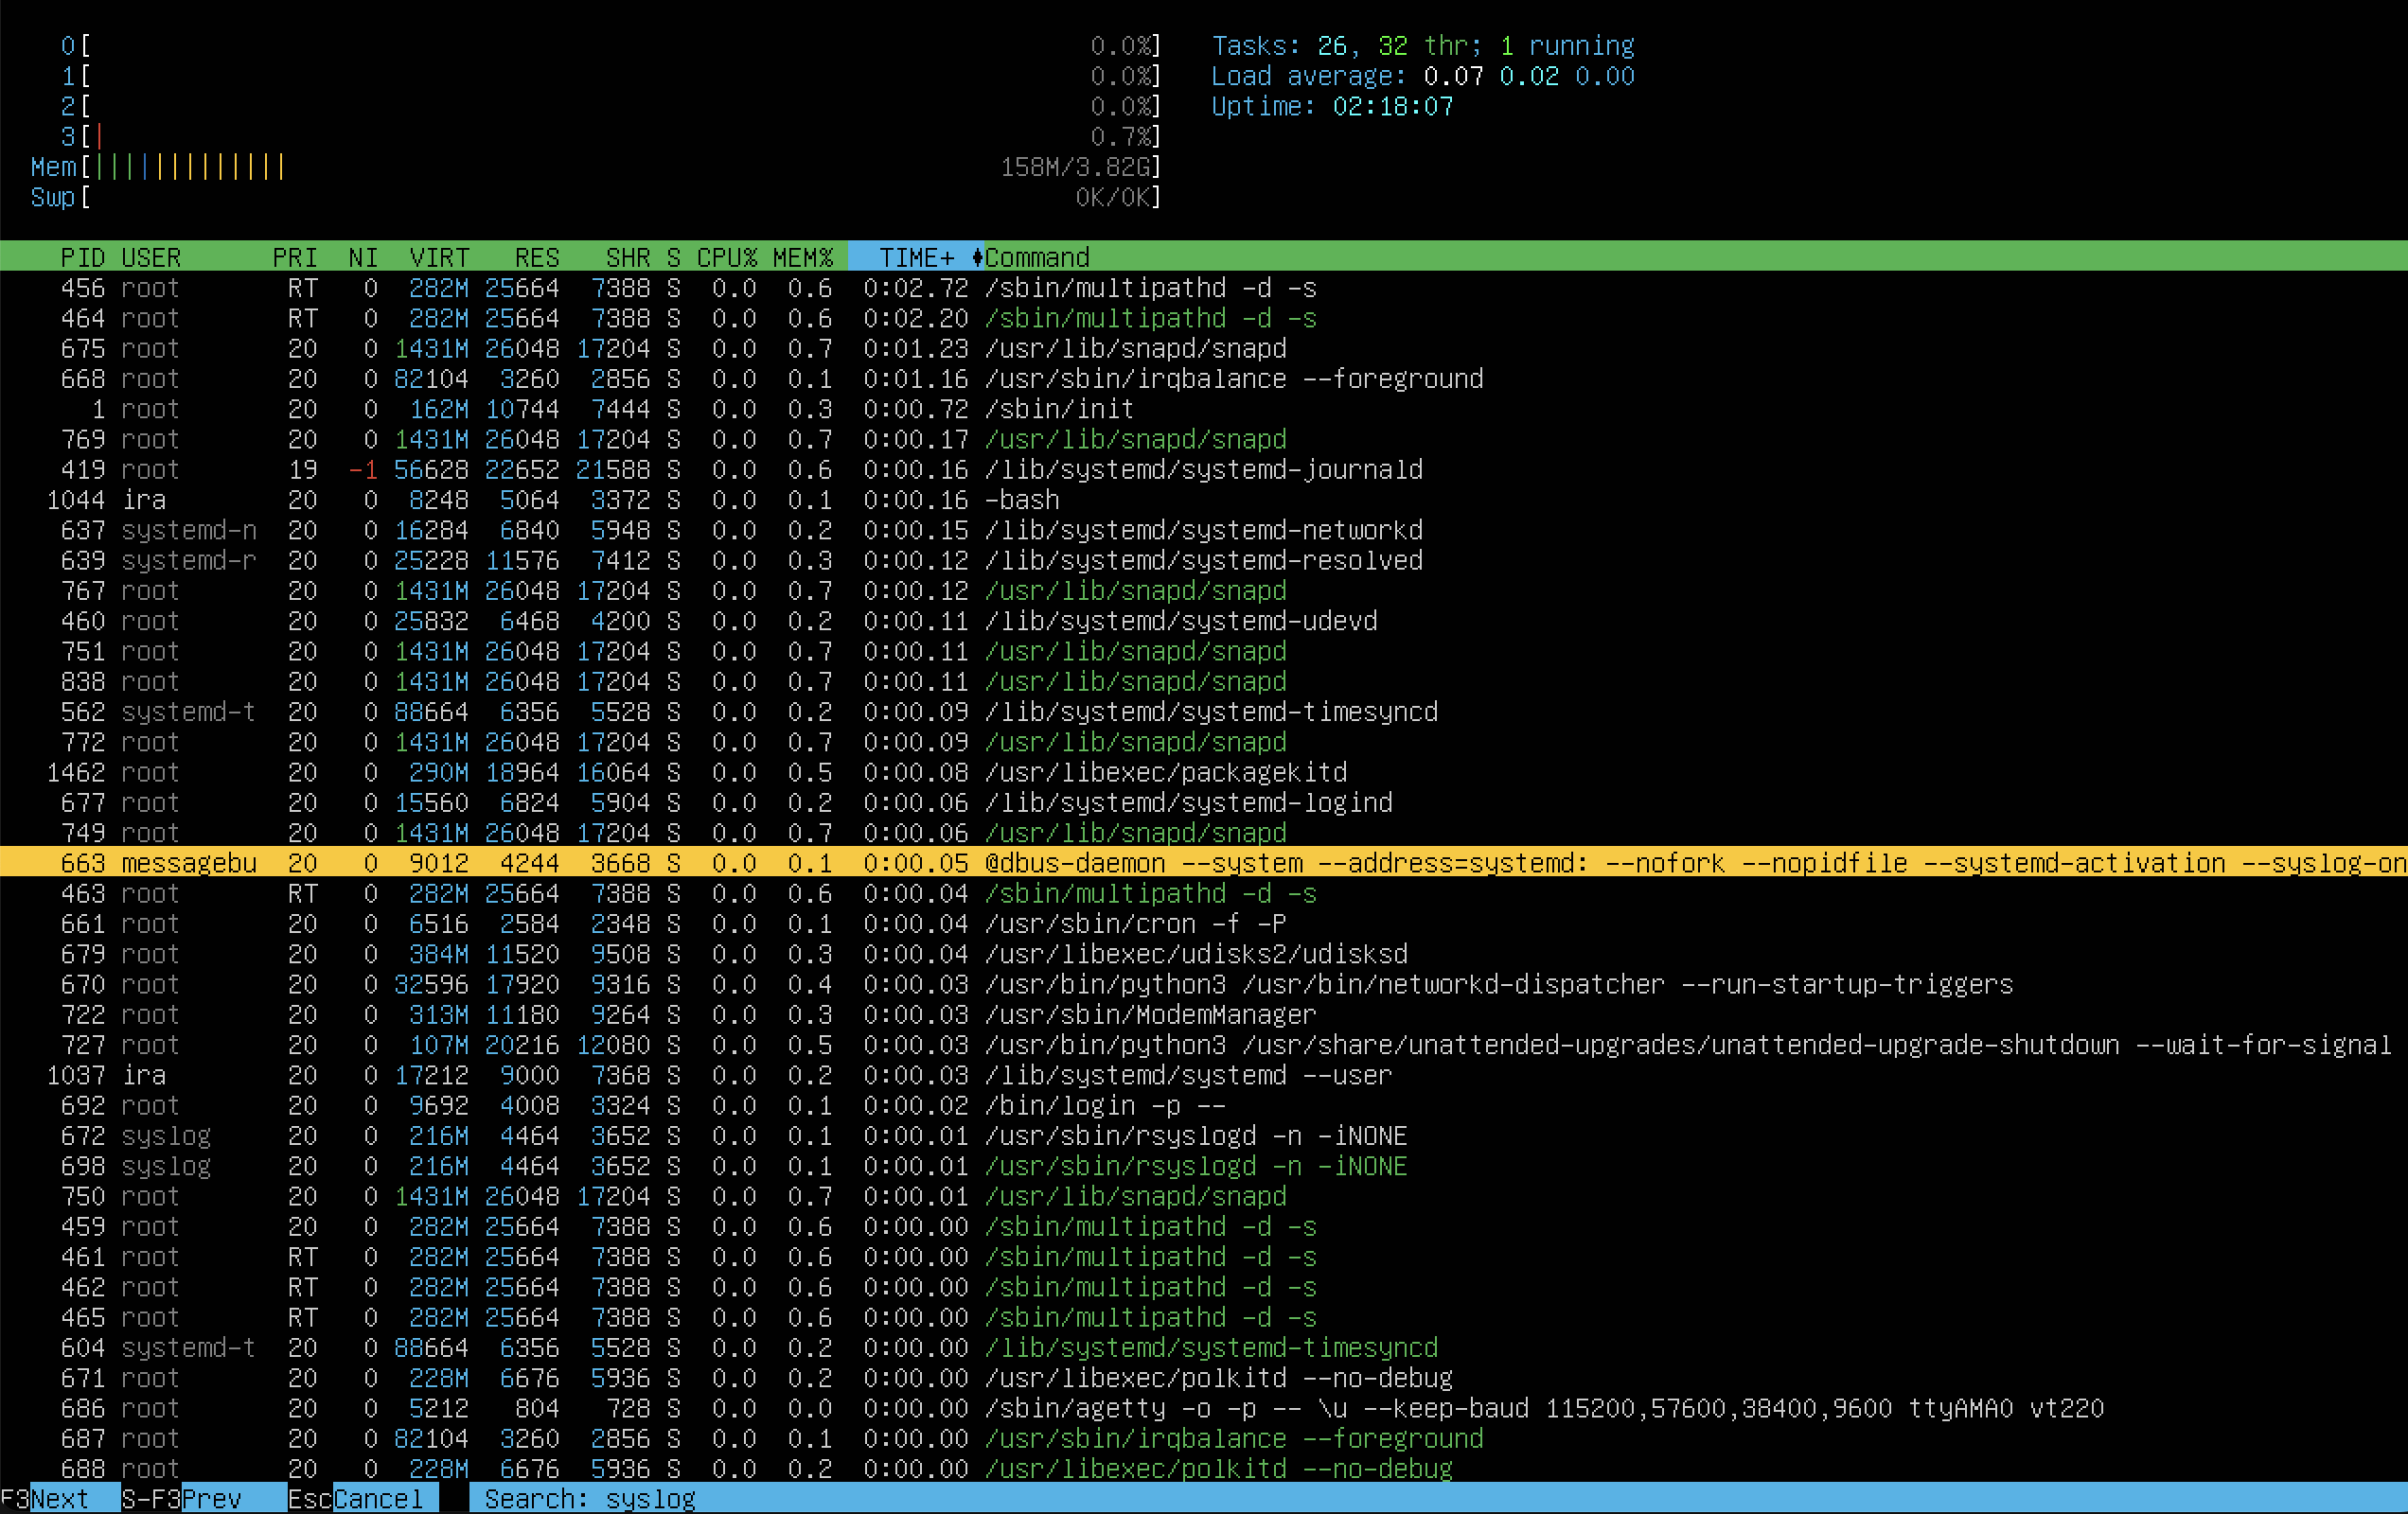 0[ 0.0%] Tasks: 26, 32 thr; 1 running
1[ 0.0%] Load average: 0.07 0.02 0.00
2[ 0.0%] Uptime: 02:18:07
3[| 0.7%]
Mem[||||||||||||| 158M/3.82G]
Swp[ 0K/0K]
PID USER PRI NI VIRT RES SHR S CPU% MEM% TIME+ Command
456 root RT 0 282M 25664 7388 S 0.0 0.6 0:02.72 /sbin/multipathd -d -s
464 root RT 0 282M 25664 7388 S 0.0 0.6 0:02.20 /sbin/multipathd -d -s
675 root 20 0 1431M 26048 17204 S 0.0 0.7 0:01.23 /usr/lib/snapd/snapd
668 root 20 0 82104 3260 2856 S 0.0 0.1 0:01.16 /usr/sbin/irqbalance --foreground
1 root 20 0 162M 10744 7444 S 0.0 0.3 0:00.72 /sbin/init
769 root 20 0 1431M 26048 17204 S 0.0 0.7 0:00.17 /usr/lib/snapd/snapd
419 root 19 -1 56628 22652 21588 S 0.0 0.6 0:00.16 /lib/systemd/systemd-journald
1044 ira 20 0 8248 5064 3372 S 0.0 0.1 0:00.16 -bash
637 systemd-n 20 0 16284 6840 5948 S 0.0 0.2 0:00.15 /lib/systemd/systemd-networkd
639 systemd-r 20 0 25228 11576 7412 S 0.0 0.3 0:00.12 /lib/systemd/systemd-resolved
767 root 20 0 1431M 26048 17204 S 0.0 0.7 0:00.12 /usr/lib/snapd/snapd
460 root 20 0 25832 6468 4200 S 0.0 0.2 0:00.11 /lib/systemd/systemd-udevd
751 root 20 0 1431M 26048 17204 S 0.0 0.7 0:00.11 /usr/lib/snapd/snapd
838 root 20 0 1431M 26048 17204 S 0.0 0.7 0:00.11 /usr/lib/snapd/snapd
562 systemd-t 20 0 88664 6356 5528 S 0.0 0.2 0:00.09 /lib/systemd/systemd-timesyncd
772 root 20 0 1431M 26048 17204 S 0.0 0.7 0:00.09 /usr/lib/snapd/snapd
1462 root 20 0 290M 18964 16064 S 0.0 0.5 0:00.08 /usr/libexec/packagekitd
677 root 20 0 15560 6824 5904 S 0.0 0.2 0:00.06 /lib/systemd/systemd-logind
749 root 20 0 1431M 26048 17204 S 0.0 0.7 0:00.06 /usr/lib/snapd/snapd
663 messagebu 20 0 9012 4244 3668 S 0.0 0.1 0:00.05 @dbus-daemon --system --address=systemd: --nofork --nopidfile --systemd-activation --syslog-on
463 root RT 0 282M 25664 7388 S 0.0 0.6 0:00.04 /sbin/multipathd -d -s
661 root 20 0 6516 2584 2348 S 0.0 0.1 0:00.04 /usr/sbin/cron -f -P
679 root 20 0 384M 11520 9508 S 0.0 0.3 0:00.04 /usr/libexec/udisks2/udisksd
670 root 20 0 32596 17920 9316 S 0.0 0.4 0:00.03 /usr/bin/python3 /usr/bin/networkd-dispatcher --run-startup-triggers
722 root 20 0 313M 11180 9264 S 0.0 0.3 0:00.03 /usr/sbin/ModemManager
727 root 20 0 107M 20216 12080 S 0.0 0.5 0:00.03 /usr/bin/python3 /usr/share/unattended-upgrades/unattended-upgrade-shutdown --wait-for-signal
1037 ira 20 0 17212 9000 7368 S 0.0 0.2 0:00.03 /lib/systemd/systemd --user
692 root 20 0 9692 4008 3324 S 0.0 0.1 0:00.02 /bin/login -p --
672 syslog 20 0 216M 4464 3652 S 0.0 0.1 0:00.01 /usr/sbin/rsyslogd -n -iNONE
698 syslog 20 0 216M 4464 3652 S 0.0 0.1 0:00.01 /usr/sbin/rsyslogd -n -iNONE
750 root 20 0 1431M 26048 17204 S 0.0 0.7 0:00.01 /usr/lib/snapd/snapd
459 root 20 0 282M 25664 7388 S 0.0 0.6 0:00.00 /sbin/multipathd -d -s
461 root RT 0 282M 25664 7388 S 0.0 0.6 0:00.00 /sbin/multipathd -d -s
462 root RT 0 282M 25664 7388 S 0.0 0.6 0:00.00 /sbin/multipathd -d -s
465 root RT 0 282M 25664 7388 S 0.0 0.6 0:00.00 /sbin/multipathd -d -s
604 systemd-t 20 0 88664 6356 5528 S 0.0 0.2 0:00.00 /lib/systemd/systemd-timesyncd
671 root 20 0 228M 6676 5936 S 0.0 0.2 0:00.00 /usr/libexec/polkitd --no-debug
686 root 20 0 5212 804 728 S 0.0 0.0 0:00.00 /sbin/agetty -o -p -- \u --keep-baud 115200,57600,38400,9600 ttyAMA0 vt220
687 root 20 0 82104 3260 2856 S 0.0 0.1 0:00.00 /usr/sbin/irqbalance --foreground
688 root 20 0 228M 6676 5936 S 0.0 0.2 0:00.00 /usr/libexec/polkitd --no-debug
F3Next S-F3Prev EscCancel Search: syslog